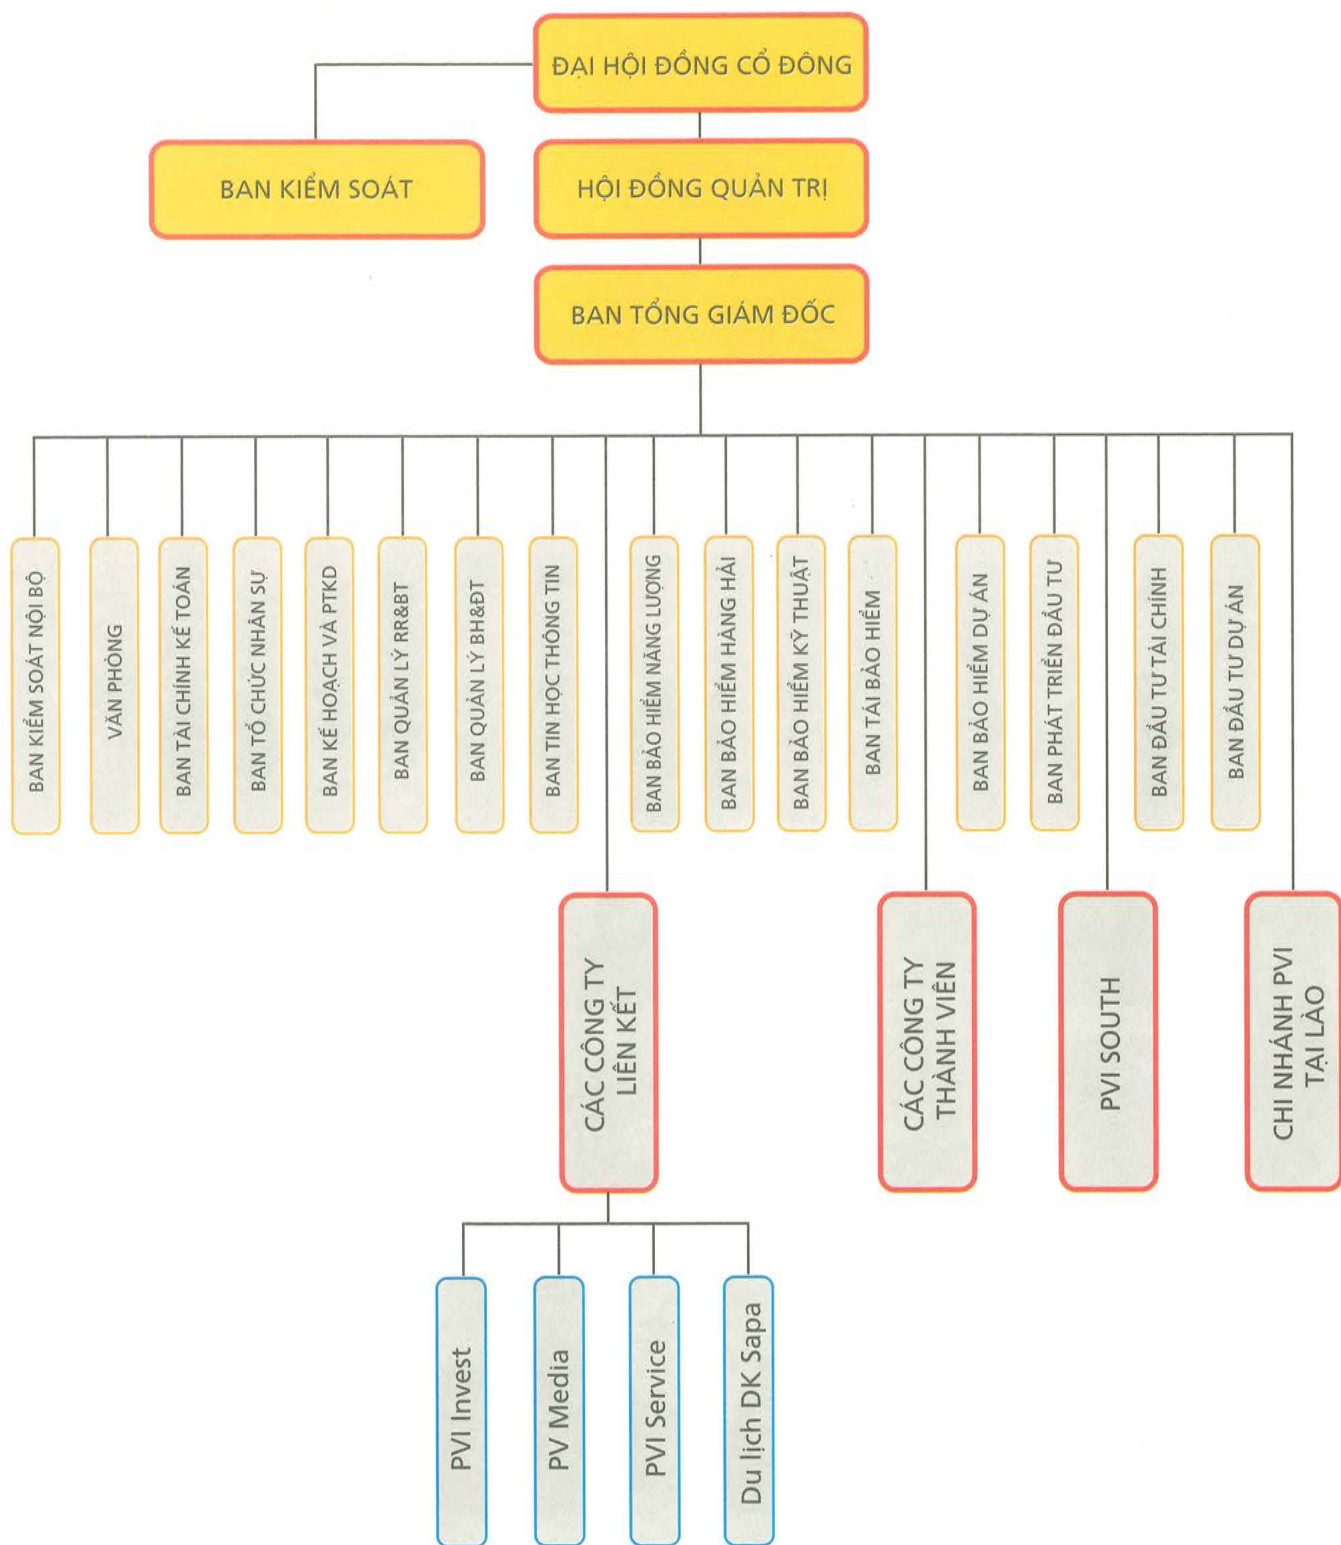 ĐẠI HỘI ĐỒNG CỔ ĐÔNG
BAN KIỂM SOÁT
HỘI ĐỒNG QUẢN TRỊ
BAN TỔNG GIÁM ĐỐC
BAN KIỂM SOÁT NỘI BỘ
VĂN PHÒNG
BAN TÀI CHÍNH KẾ TOÁN
BAN TỔ CHỨC NHÂN SỰ
BAN KẾ HOẠCH VÀ PTKD
BAN QUẢN LÝ RR&BT
BAN QUẢN LÝ BH&ĐT
BAN TIN HỌC THÔNG TIN
BAN BẢO HIỂM NĂNG LƯỢNG
BAN BẢO HIỂM HÀNG HẢI
BAN BẢO HIỂM KỸ THUẬT
BAN TÁI BẢO HIỂM
BAN BẢO HIỂM DỰ ÁN
BAN PHÁT TRIỂN ĐẦU TƯ
BAN ĐẦU TƯ TÀI CHÍNH
BAN ĐẦU TƯ DỰ ÁN
CÁC CÔNG TY
LIÊN KẾT
CÁC CÔNG TY
THÀNH VIÊN
PVI SOUTH
CHI NHÁNH PVI
TẠI LÀO
PVI Invest
PV Media
PVI Service
Du lịch DK Sapa